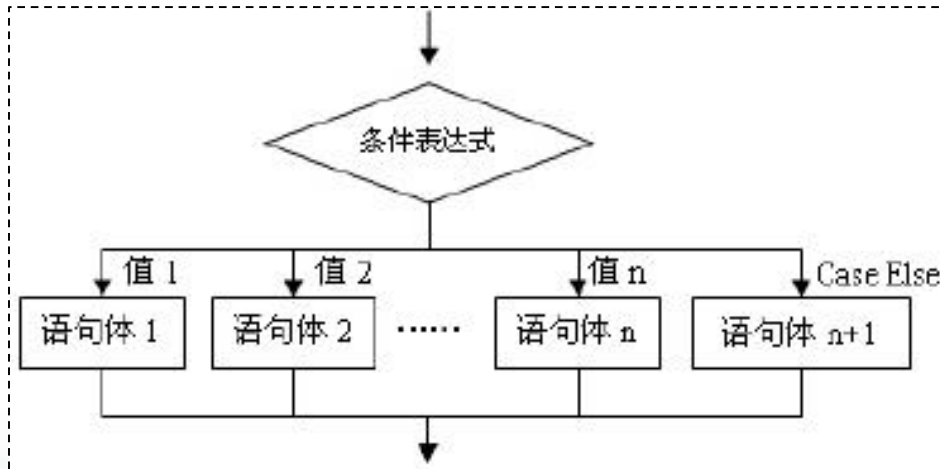 条件表达式
值 1
值 2
值 n
Case Else
语句体 1
语句体 2
……
语句体 n
语句体 n+1